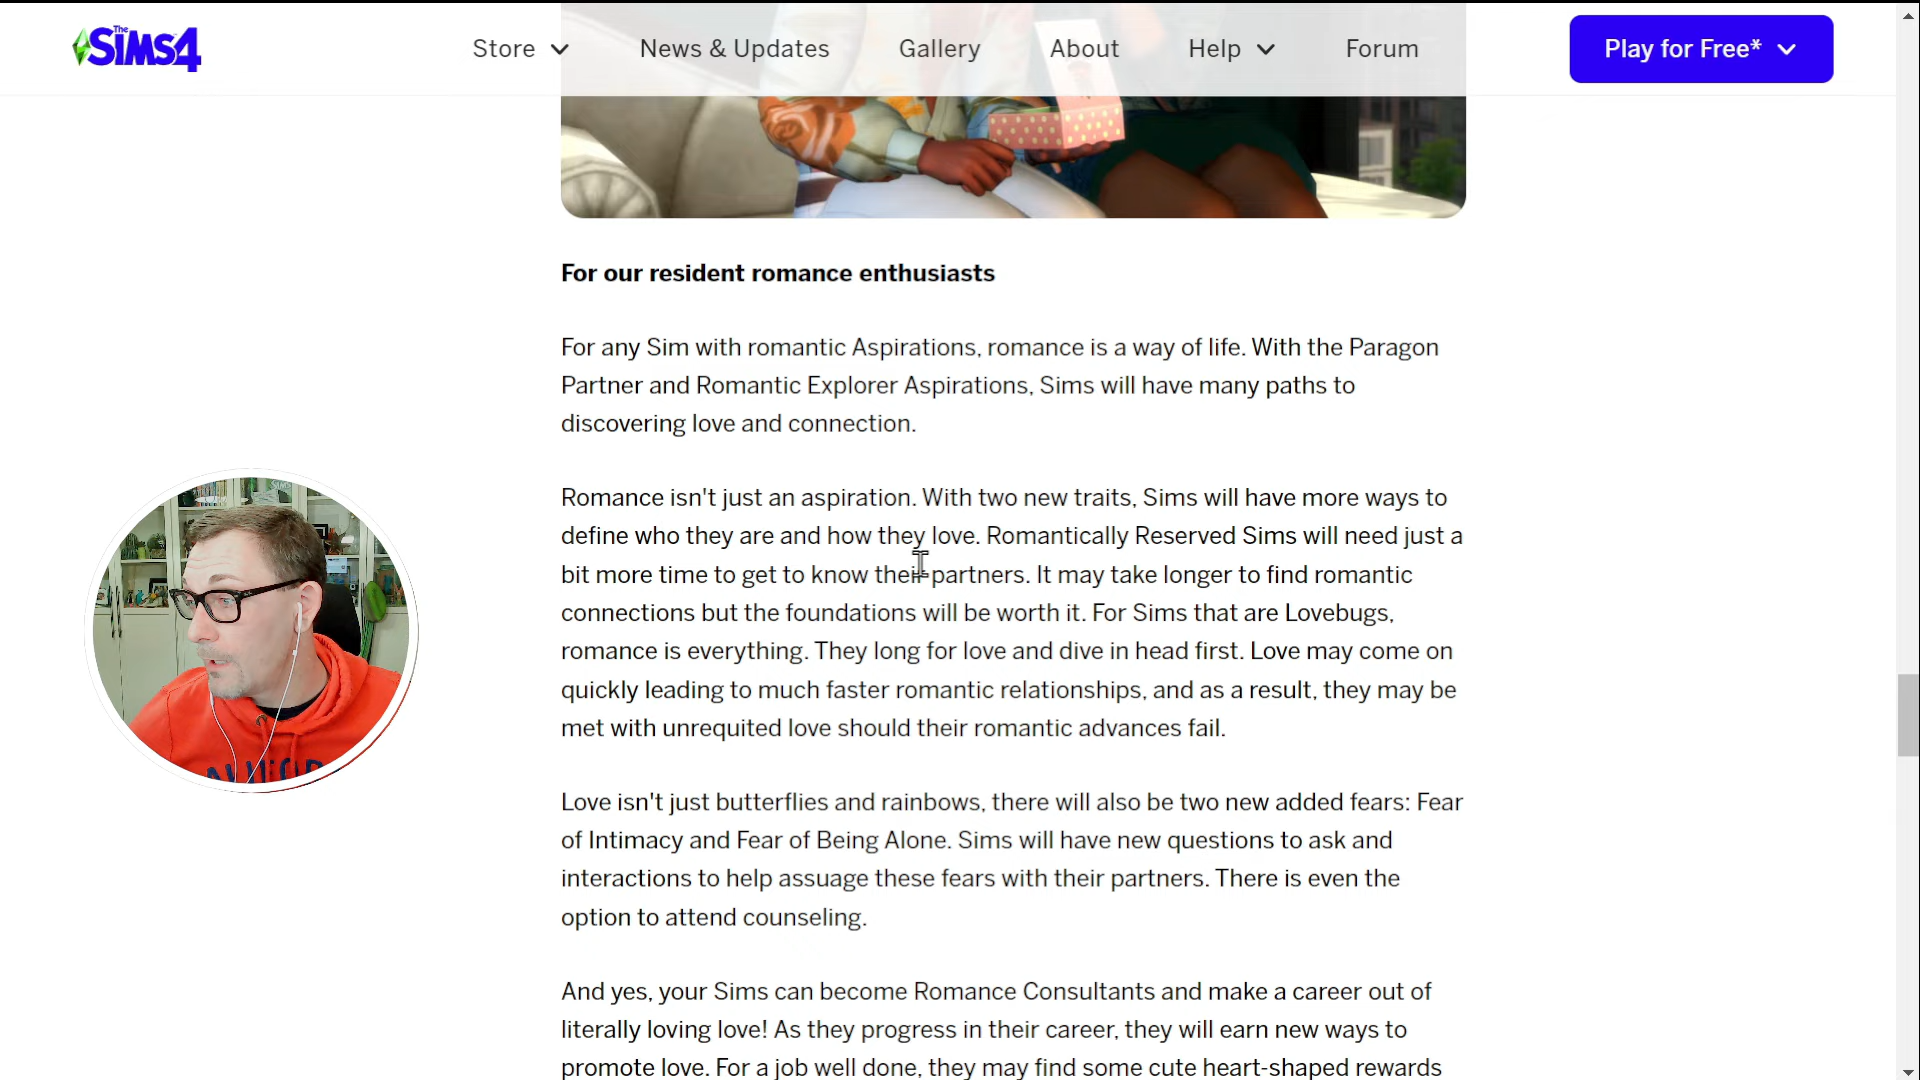 The SIMS 4
Store News & Updates Gallery About Help Forum Play for Free*
For our resident romance enthusiasts
For any Sim with romantic Aspirations, romance is a way of life. With the Paragon
Partner and Romantic Explorer Aspirations, Sims will have many paths to
discovering love and connection.
Romance isn't just an aspiration. With two new traits, Sims will have more ways to
define who they are and how they love. Romantically Reserved Sims will need just a
bit more time to get to know their partners. It may take longer to find romantic
connections but the foundations will be worth it. For Sims that are Lovebugs,
romance is everything. They long for love and dive in head first. Love may come on
quickly leading to much faster romantic relationships, and as a result, they may be
met with unrequited love should their romantic advances fail.
Love isn't just butterflies and rainbows, there will also be two new added fears: Fear
of Intimacy and Fear of Being Alone. Sims will have new questions to ask and
interactions to help assuage these fears with their partners. There is even the
option to attend counseling.
And yes, your Sims can become Romance Consultants and make a career out of
literally loving love! As they progress in their career, they will earn new ways to
promote love. For a job well done, they may find some cute heart-shaped rewards